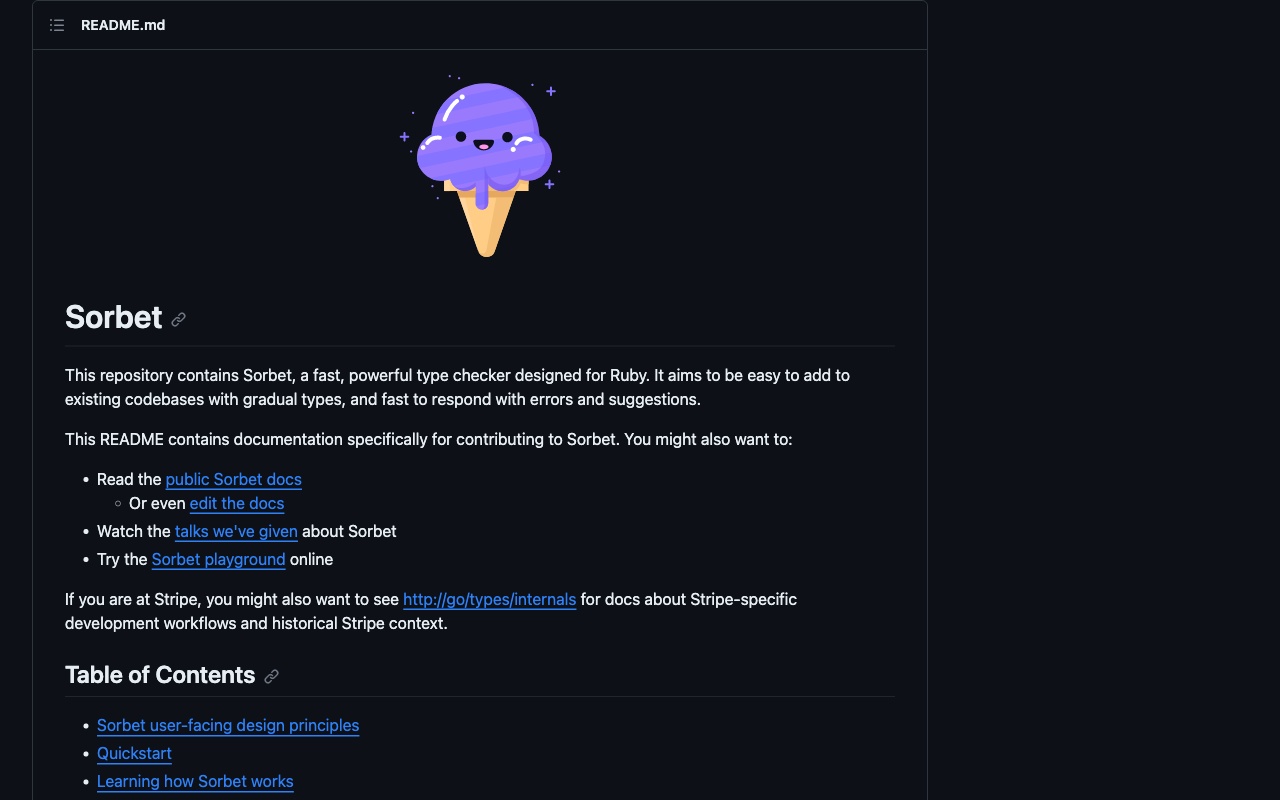 README.md
Sorbet
This repository contains Sorbet, a fast, powerful type checker designed for Ruby. It aims to be easy to add to
existing codebases with gradual types, and fast to respond with errors and suggestions.
This README contains documentation specifically for contributing to Sorbet. You might also want to:
• Read the public Sorbet docs
◦ Or even edit the docs
• Watch the talks we've given about Sorbet
• Try the Sorbet playground online
If you are at Stripe, you might also want to see http://go/types/internals for docs about Stripe-specific
development workflows and historical Stripe context.
Table of Contents
• Sorbet user-facing design principles
• Quickstart
• Learning how Sorbet works